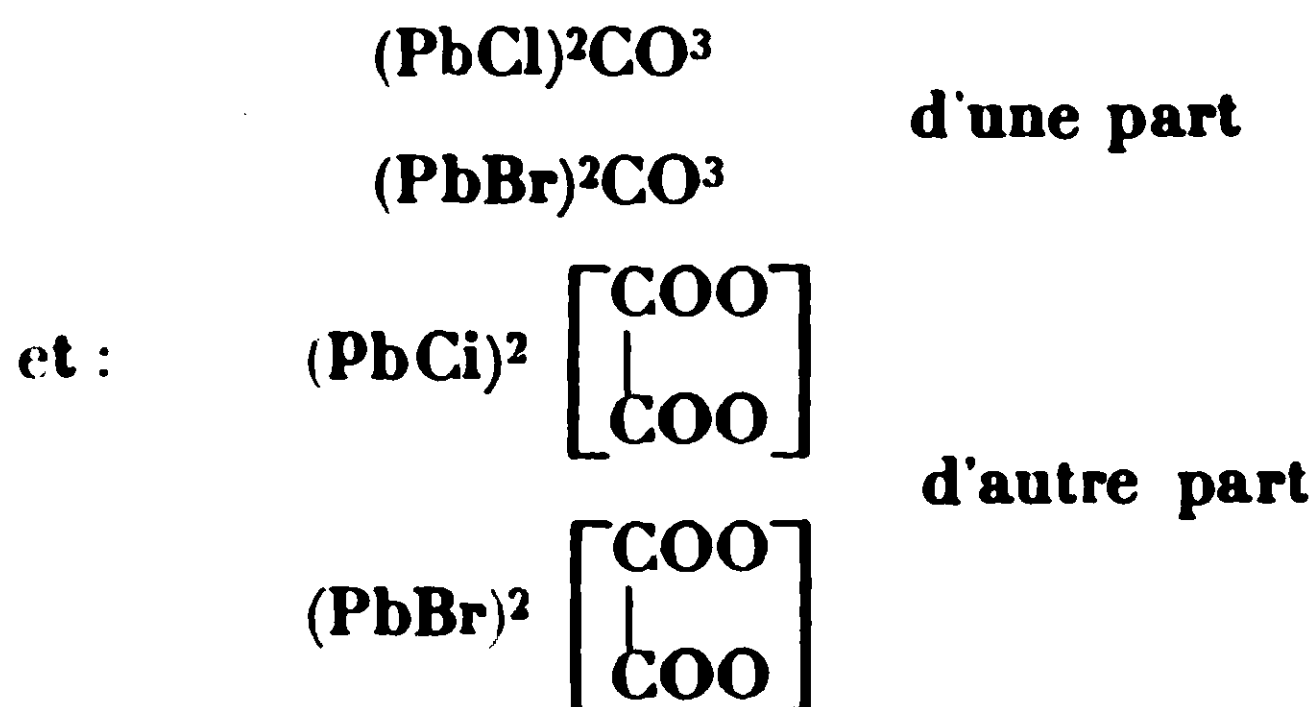 (PbCl)²CO³
d'une part
(PbBr)²CO³
COO
et : (PbCi)²
COO
d'autre part
COO
(PbBr)²
COO